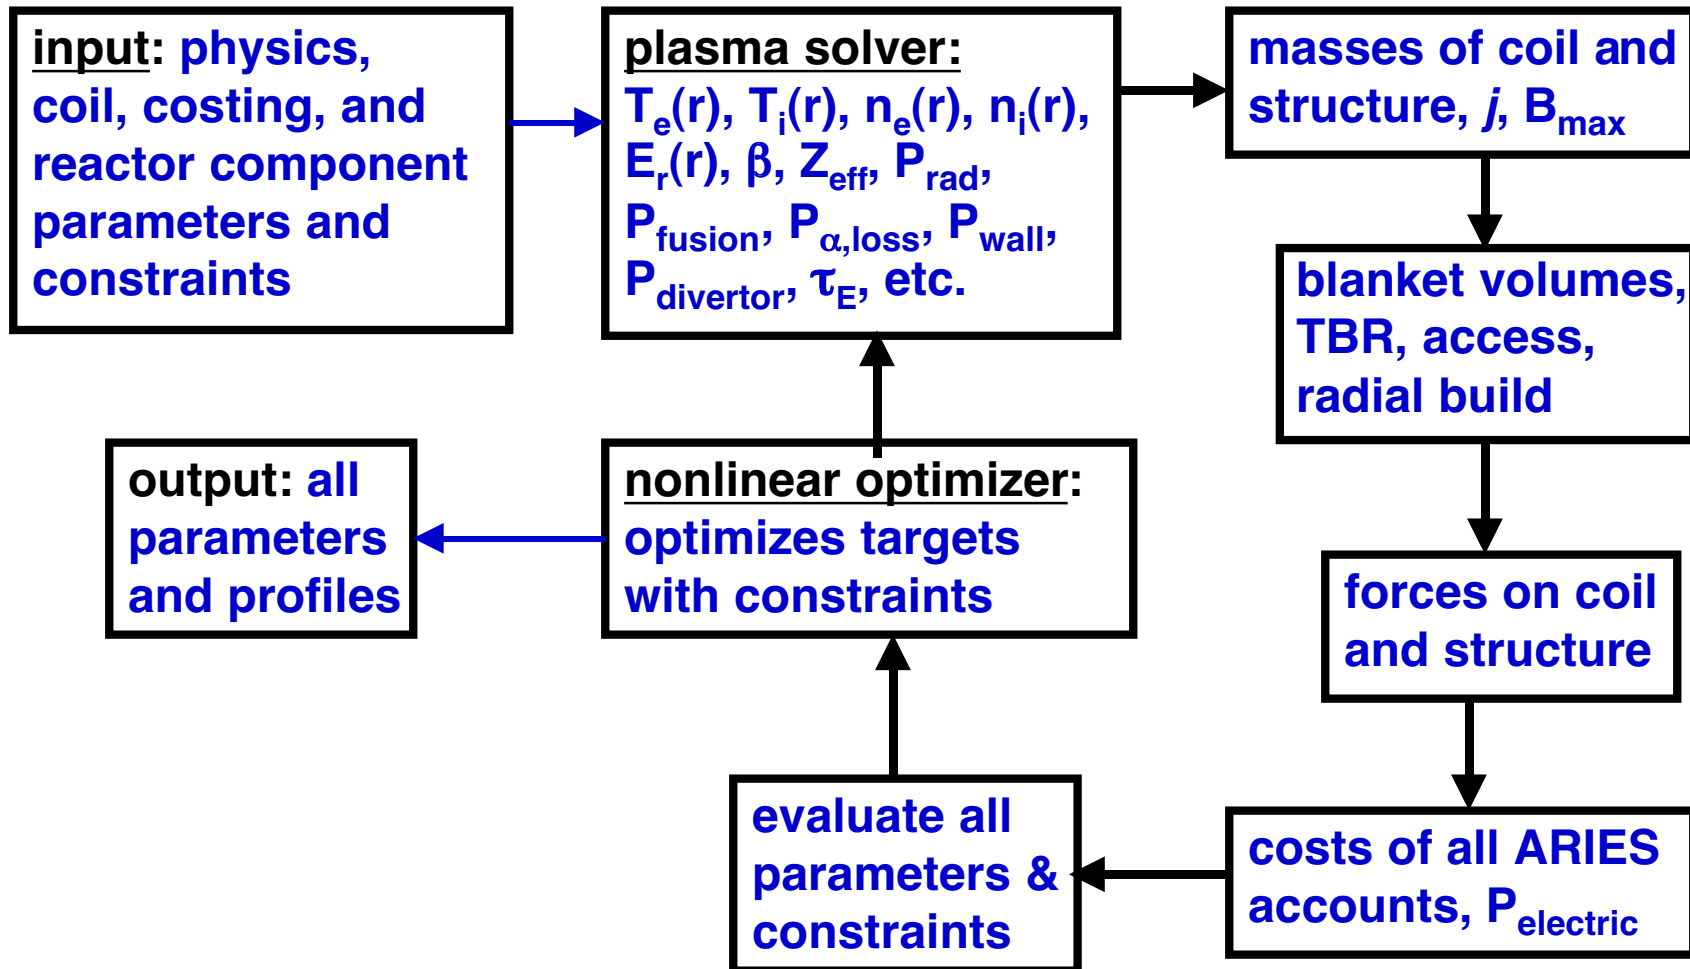 input: physics,
coil, costing, and
reactor component
parameters and
constraints
plasma solver:
Te(r), Ti(r), ne(r), ni(r),
Er(r), β, Zeff, Prad,
Pfusion, Pα,loss, Pwall,
Pdivertor, τE, etc.
masses of coil and
structure, j, Bmax
blanket volumes,
TBR, access,
radial build
forces on coil
and structure
costs of all ARIES
accounts, Pelectric
evaluate all
parameters &
constraints
nonlinear optimizer:
optimizes targets
with constraints
output: all
parameters
and profiles